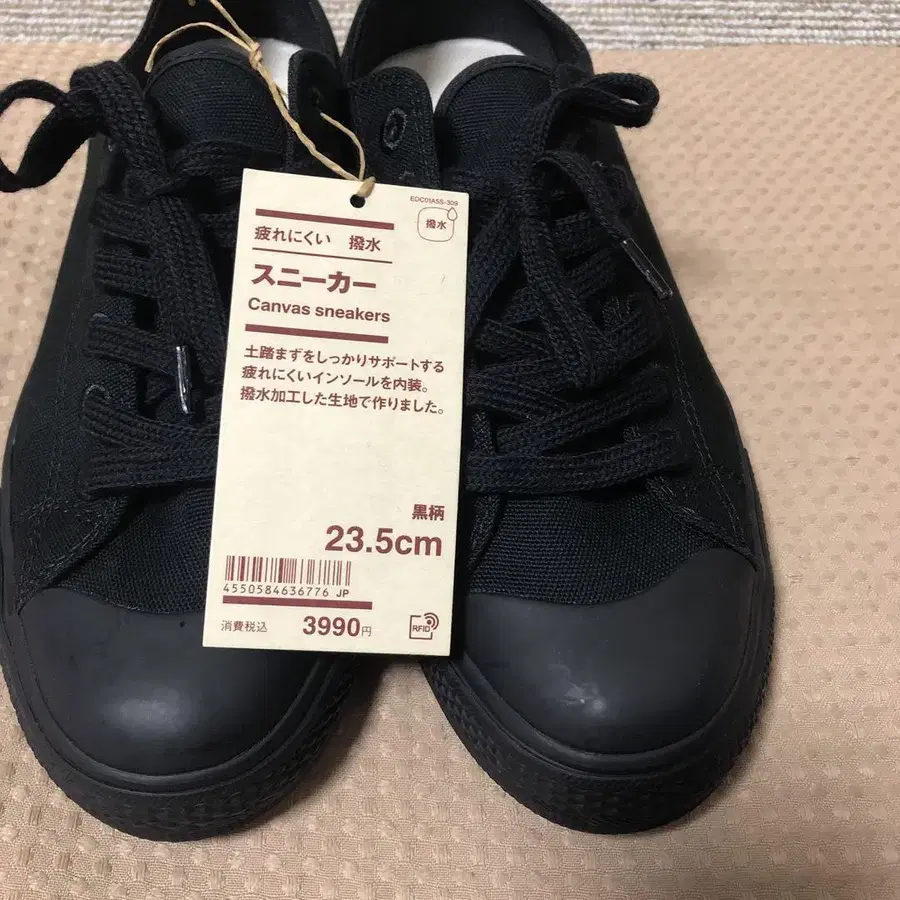 EDC01A5S-309
撥水
疲れにくい 撥水
スニーカー
Canvas sneakers
土踏まずをしっかりサポートする
疲れにくいインソールを内装。
撥水加工した生地で作りました。
黒柄
23.5cm
4550584636776 JP
消費税込 3990円
RFID